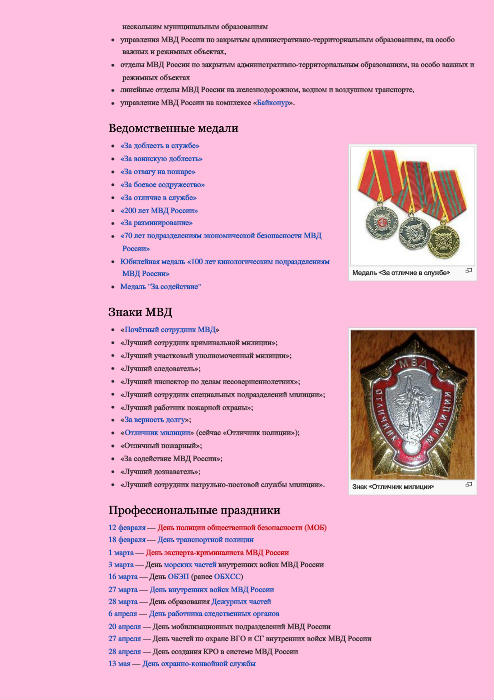 нескольким муниципальным образованиям
управления МВД России по закрытым административно-территориальным образованиям, на особо
важных и режимных объектах,
отделы МВД России по закрытым административно-территориальным образованиям, на особо важных и
режимных объектах
линейные отделы МВД России на железнодорожном, водном и воздушном транспорте,
управление МВД России на комплексе «Байконур».
Ведомственные медали
«За доблесть в службе»
«За воинскую доблесть»
«За отвагу на пожаре»
«За боевое содружество»
«За отличие в службе»
«200 лет МВД России»
«За разминирование»
«70 лет подразделениям экономической безопасности МВД
России»
Юбилейная медаль «100 лет кинологическим подразделениям
МВД России»
Медаль "За содействие"
Медаль «За отличие в службе»
Знаки МВД
«Почётный сотрудник МВД»
«Лучший сотрудник криминальной милиции»;
«Лучший участковый уполномоченный милиции»;
«Лучший следователь»;
«Лучший инспектор по делам несовершеннолетних»;
«Лучший сотрудник специальных подразделений милиции»;
«Лучший работник пожарной охраны»;
«За верность долгу»;
«Отличник милиции» (сейчас «Отличник полиции»);
«Отличный пожарный»;
«За содействие МВД России»;
«Лучший дознаватель»;
«Лучший сотрудник патрульно-постовой службы милиции».
МВД
ОТЛИЧНИК МИЛИЦИИ
Знак «Отличник милиции»
Профессиональные праздники
12 февраля — День полиции общественной безопасности (МОБ)
18 февраля — День транспортной полиции
1 марта — День эксперта-криминалиста МВД России
3 марта — День морских частей внутренних войск МВД России
16 марта — День ОБЭП (ранее ОБХСС)
27 марта — День внутренних войск МВД России
28 марта — День образования Дежурных частей
6 апреля — День работника следственных органов
20 апреля — День мобилизационных подразделений МВД России
27 апреля — День частей по охране ВГО и СГ внутренних войск МВД России
28 апреля — День создания КРО в системе МВД России
13 мая — День охранно-конвойной службы